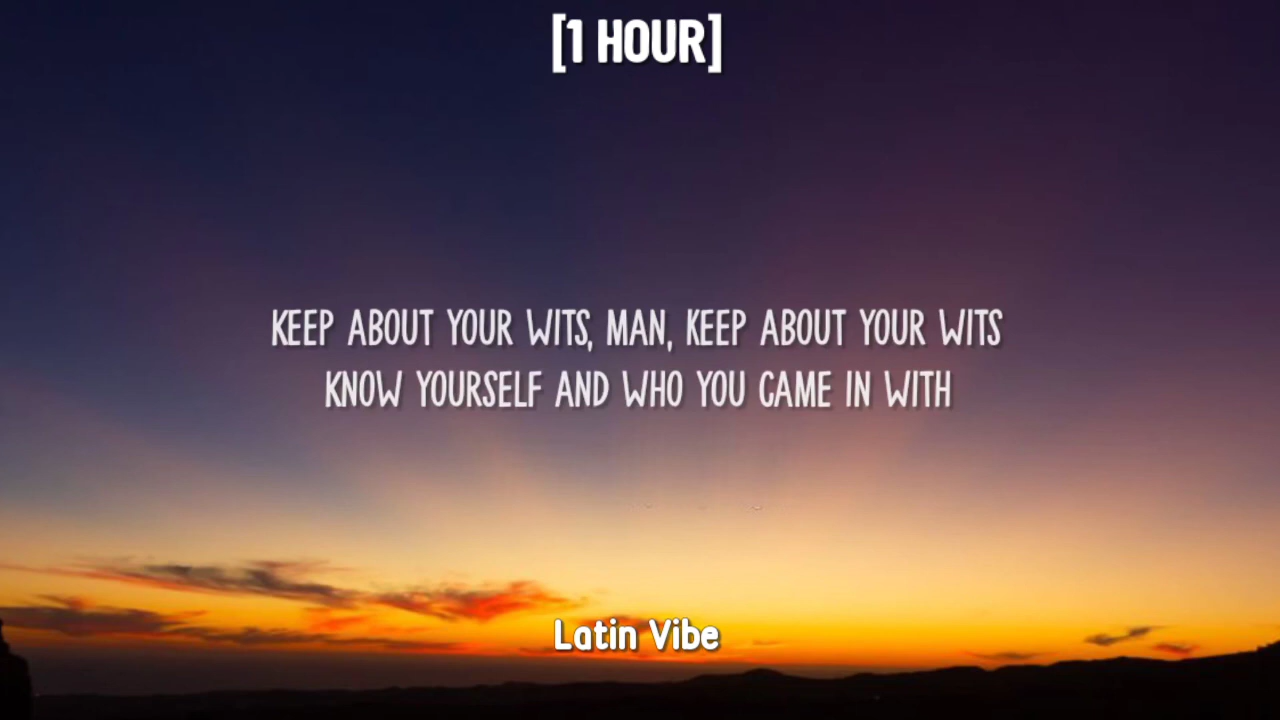 [1 HOUR]
KEEP ABOUT YOUR WITS, MAN, KEEP ABOUT YOUR WITS
KNOW YOURSELF AND WHO YOU CAME IN WITH
Latin Vibe